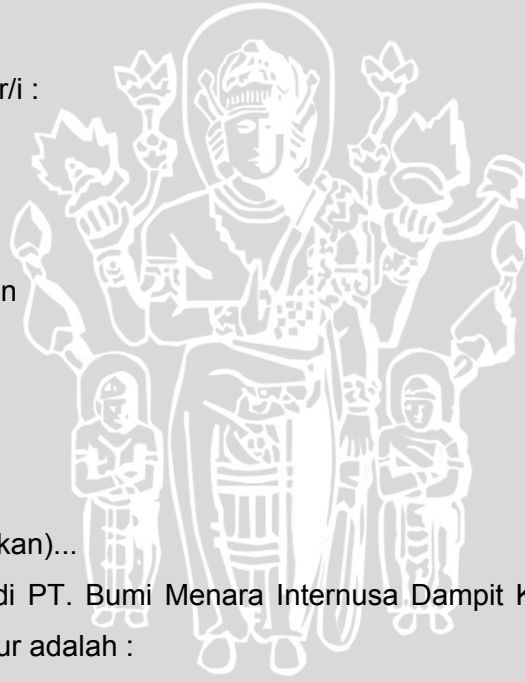 r/i :
n
kan)...
di PT. Bumi Menara Internusa Dampit K
ur adalah :